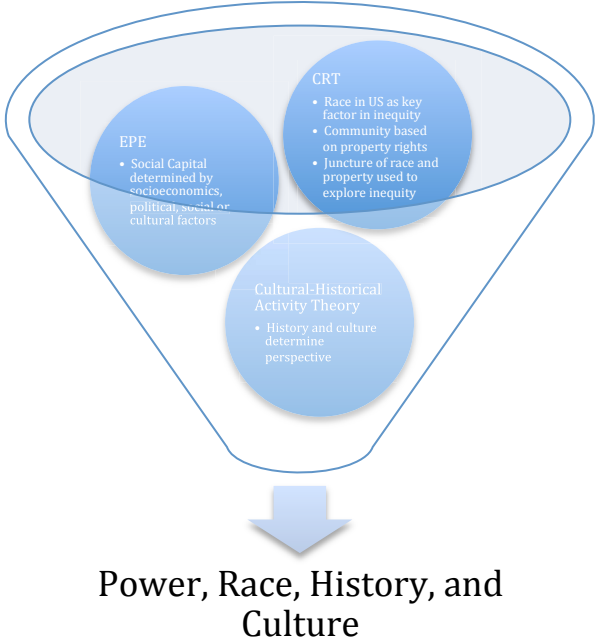 CRT
• Race in US as key
factor in inequity
• Community based
on property rights
• Juncture of race and
property used to
explore inequity
EPE
• Social Capital
determined by
socioeconomics,
political, social or
cultural factors
Cultural-Historical
Activity Theory
• History and culture
determine
perspective
Power, Race, History, and
Culture